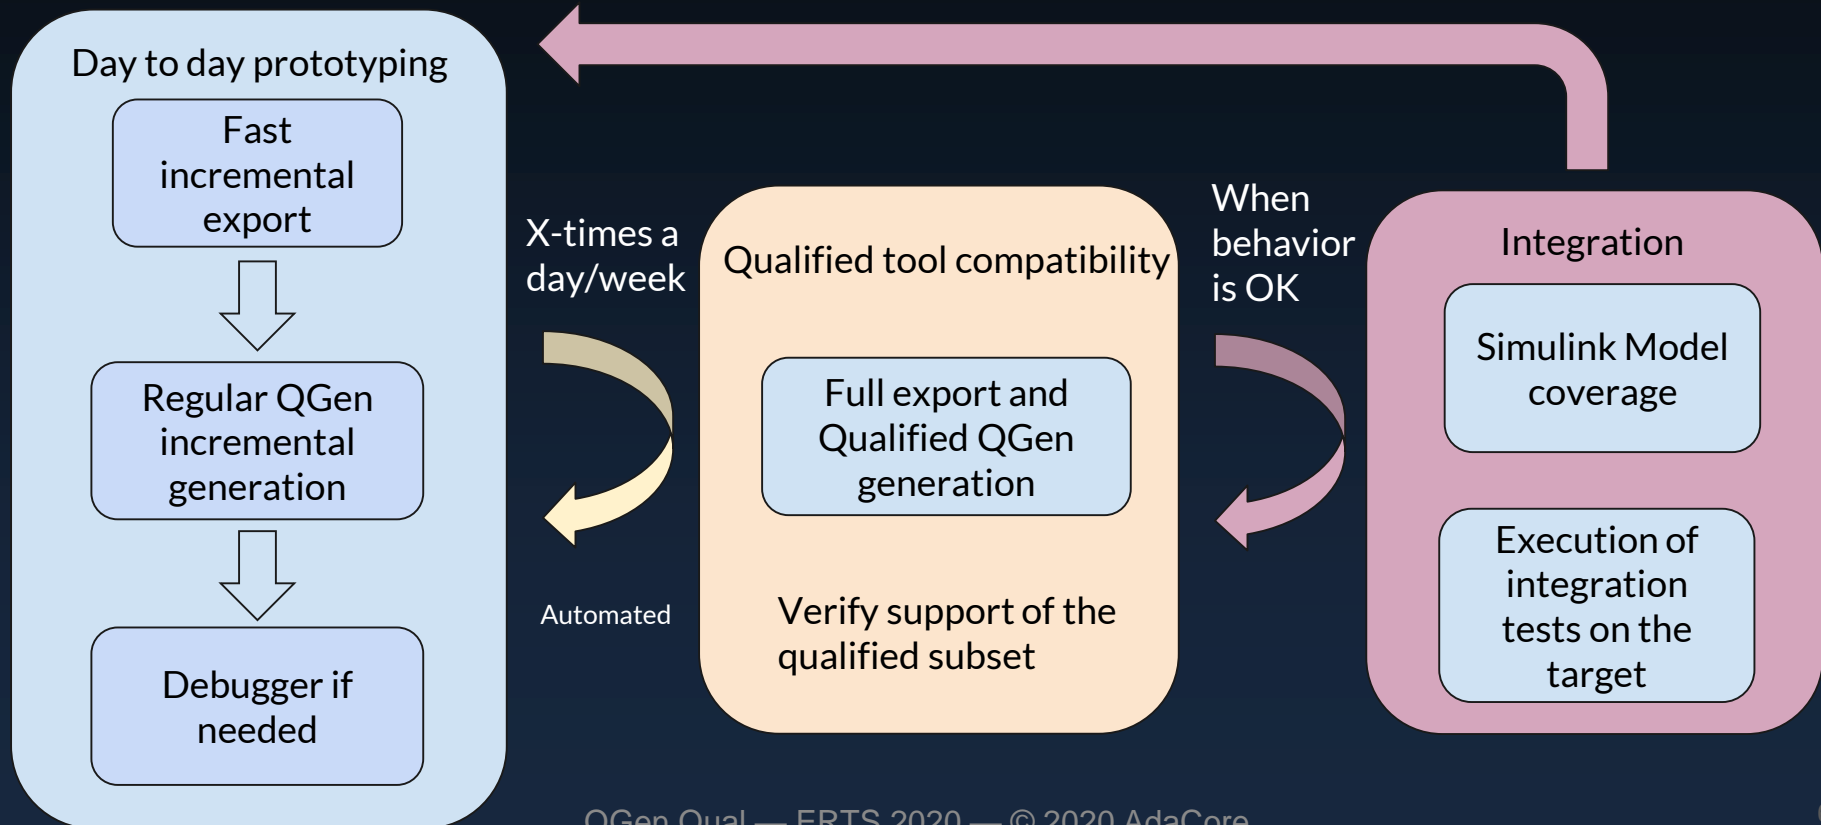 Day to day prototyping
Fast
incremental
export
Regular QGen
incremental
generation
Debugger if
needed
X-times a
day/week
Automated
Qualified tool compatibility
Full export and
Qualified QGen
generation
Verify support of the
qualified subset
When
behavior
is OK
Integration
Simulink Model
coverage
Execution of
integration
tests on the
target
QGen Qual — ERTS 2020 — © 2020 AdaCore